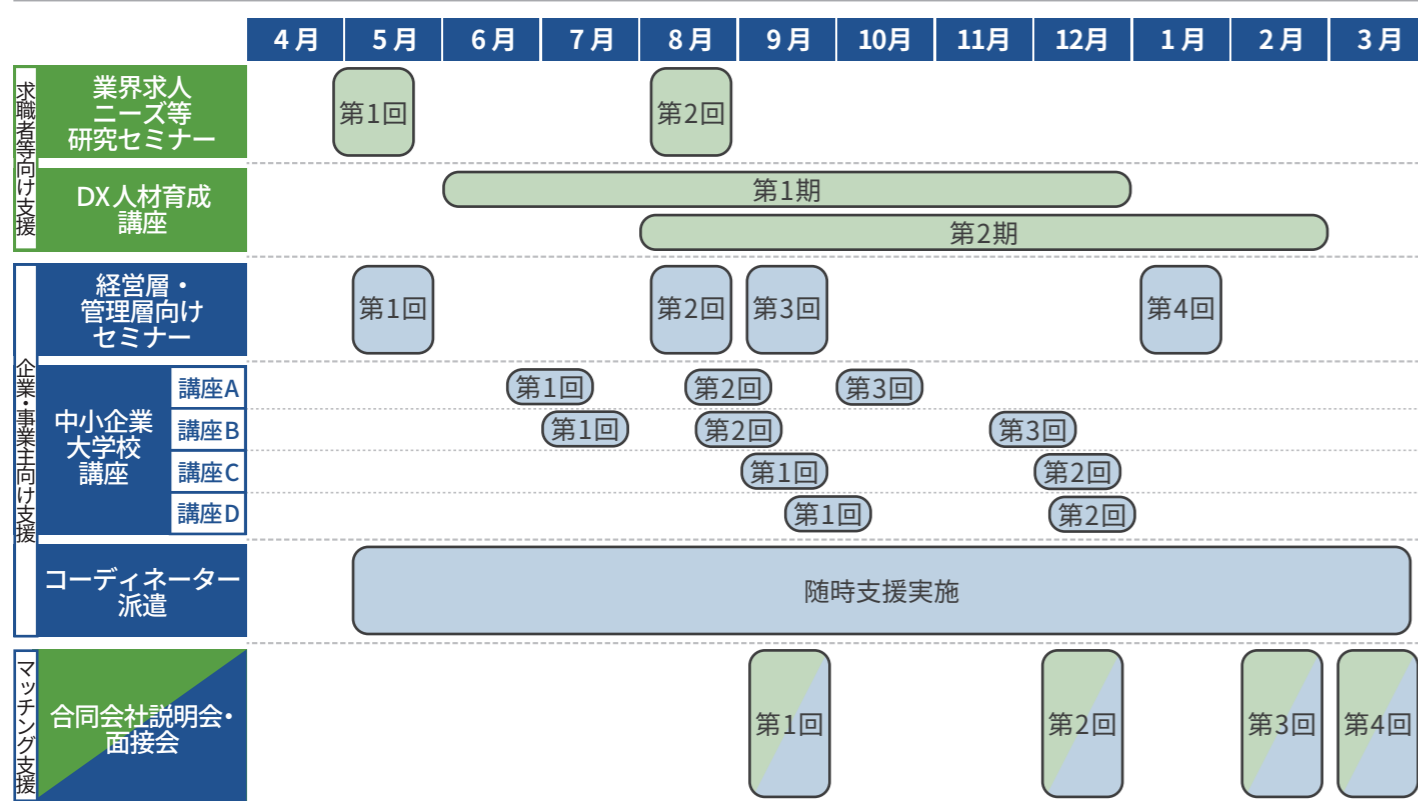 4月 5月 6月 7月 8月 9月 10月 11月 12月 1月 2月 3月
求職者等向け支援
業界求人
ニーズ等
研究セミナー
第1回 第2回
DX人材育成
講座
第1期
第2期
企業・事業主向け支援
経営層・
管理層向け
セミナー
第1回 第2回 第3回 第4回
中小企業
大学校
講座
講座A 第1回 第2回 第3回
講座B 第1回 第2回 第3回
講座C 第1回 第2回
講座D 第1回 第2回
コーディネーター
派遣
随時支援実施
マッチング支援
合同会社説明会・
面接会
第1回 第2回 第3回 第4回